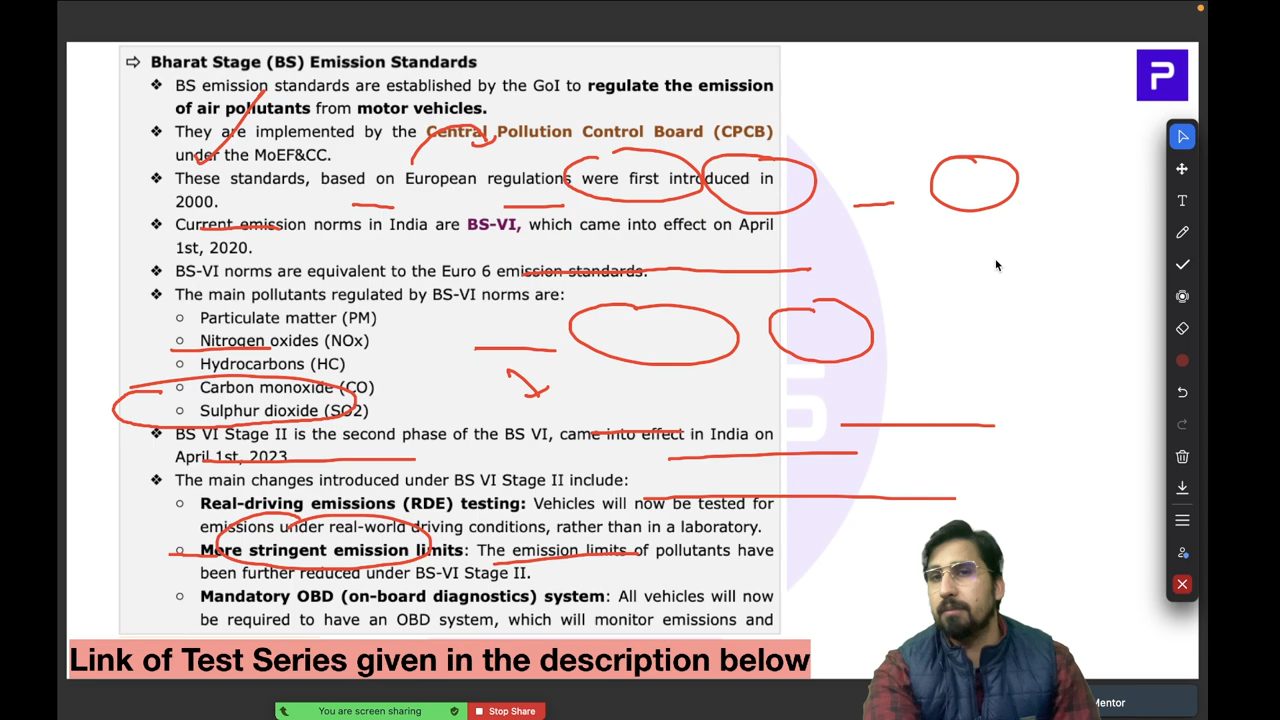 ⇨ Bharat Stage (BS) Emission Standards
❖ BS emission standards are established by the GoI to regulate the emission
of air pollutants from motor vehicles.
❖ They are implemented by the Central Pollution Control Board (CPCB)
under the MoEF&CC.
❖ These standards, based on European regulations were first introduced in
2000.
❖ Current emission norms in India are BS-VI, which came into effect on April
1st, 2020.
❖ BS-VI norms are equivalent to the Euro 6 emission standards.
❖ The main pollutants regulated by BS-VI norms are:
○ Particulate matter (PM)
○ Nitrogen oxides (NOx)
○ Hydrocarbons (HC)
○ Carbon monoxide (CO)
○ Sulphur dioxide (SO2)
❖ BS VI Stage II is the second phase of the BS VI, came into effect in India on
April 1st, 2023
❖ The main changes introduced under BS VI Stage II include:
○ Real-driving emissions (RDE) testing: Vehicles will now be tested for
emissions under real-world driving conditions, rather than in a laboratory.
○ More stringent emission limits: The emission limits of pollutants have
been further reduced under BS-VI Stage II.
○ Mandatory OBD (on-board diagnostics) system: All vehicles will now
be required to have an OBD system, which will monitor emissions and
Link of Test Series given in the description below
P
T
Mentor
You are screen sharing
Stop Share